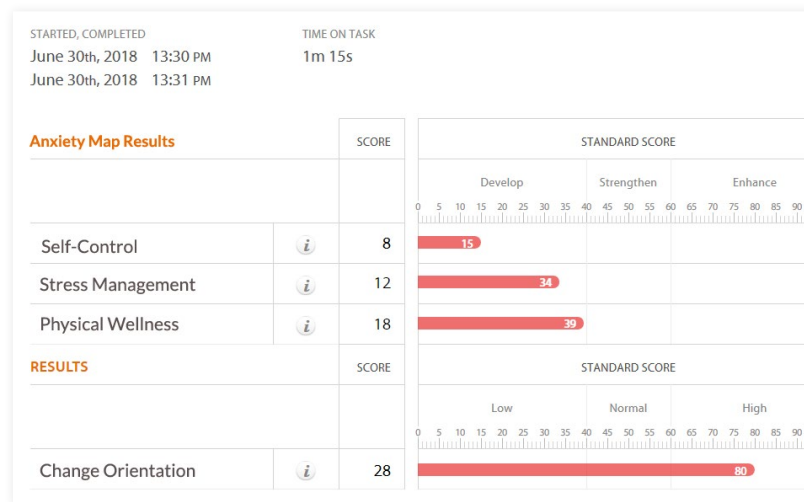 STARTED, COMPLETED TIME ON TASK
June 30th, 2018 13:30 PM 1m 15s
June 30th, 2018 13:31 PM
Anxiety Map Results SCORE STANDARD SCORE
Develop Strengthen Enhance
0 5 10 15 20 25 30 35 40 45 50 55 60 65 70 75 80 85 90
Self-Control i 8 15
Stress Management i 12 34
Physical Wellness i 18 39
RESULTS SCORE STANDARD SCORE
Low Normal High
0 5 10 15 20 25 30 35 40 45 50 55 60 65 70 75 80 85 90
Change Orientation i 28 80